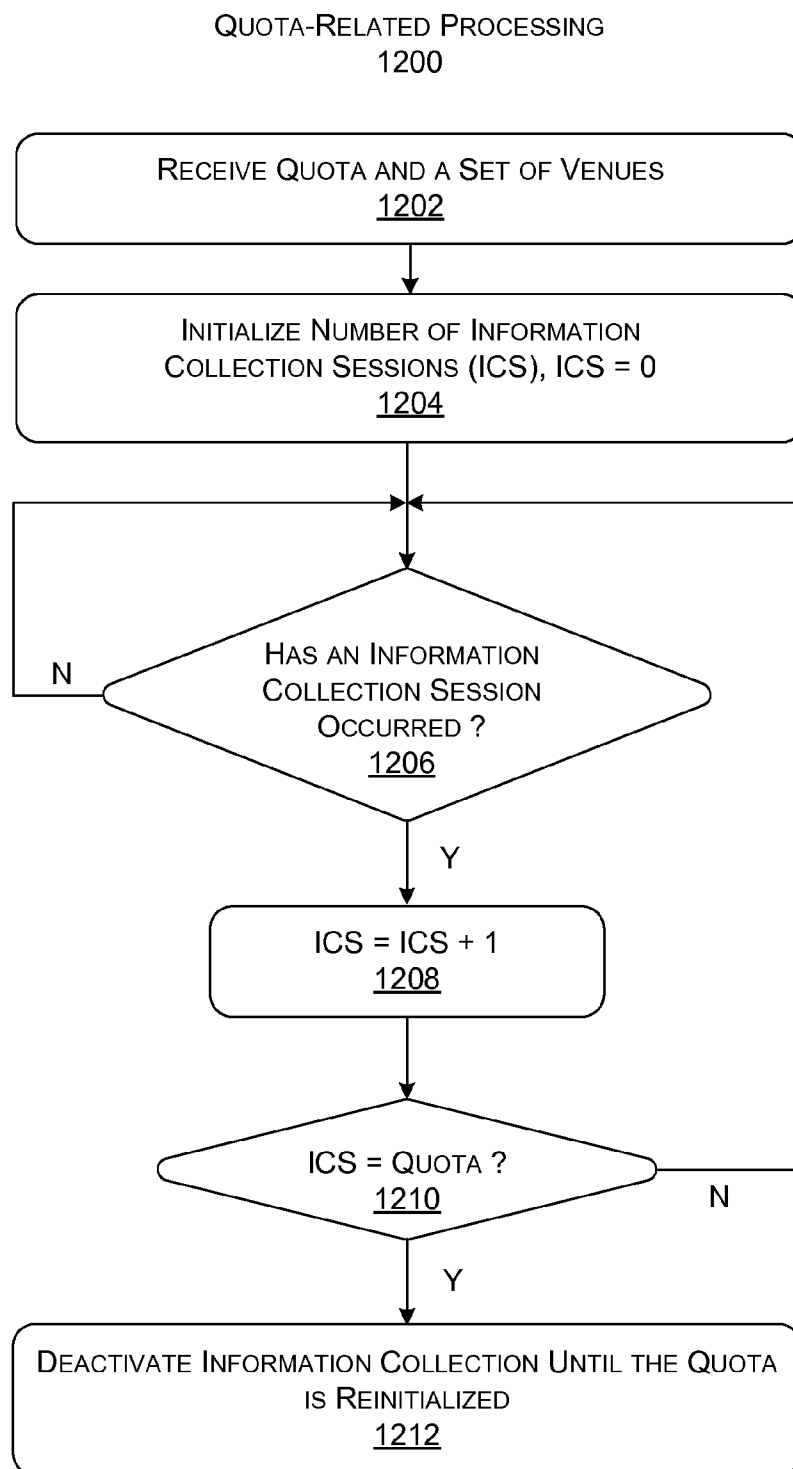 QUOTA-RELATED PROCESSING
1200
RECEIVE QUOTA AND A SET OF VENUES
1202
INITIALIZE NUMBER OF INFORMATION
COLLECTION SESSIONS (ICS), ICS = 0
1204
HAS AN INFORMATION
COLLECTION SESSION
OCCURRED ?
1206
N
Y
ICS = ICS + 1
1208
ICS = QUOTA ?
1210
N
Y
DEACTIVATE INFORMATION COLLECTION UNTIL THE QUOTA
IS REINITIALIZED
1212